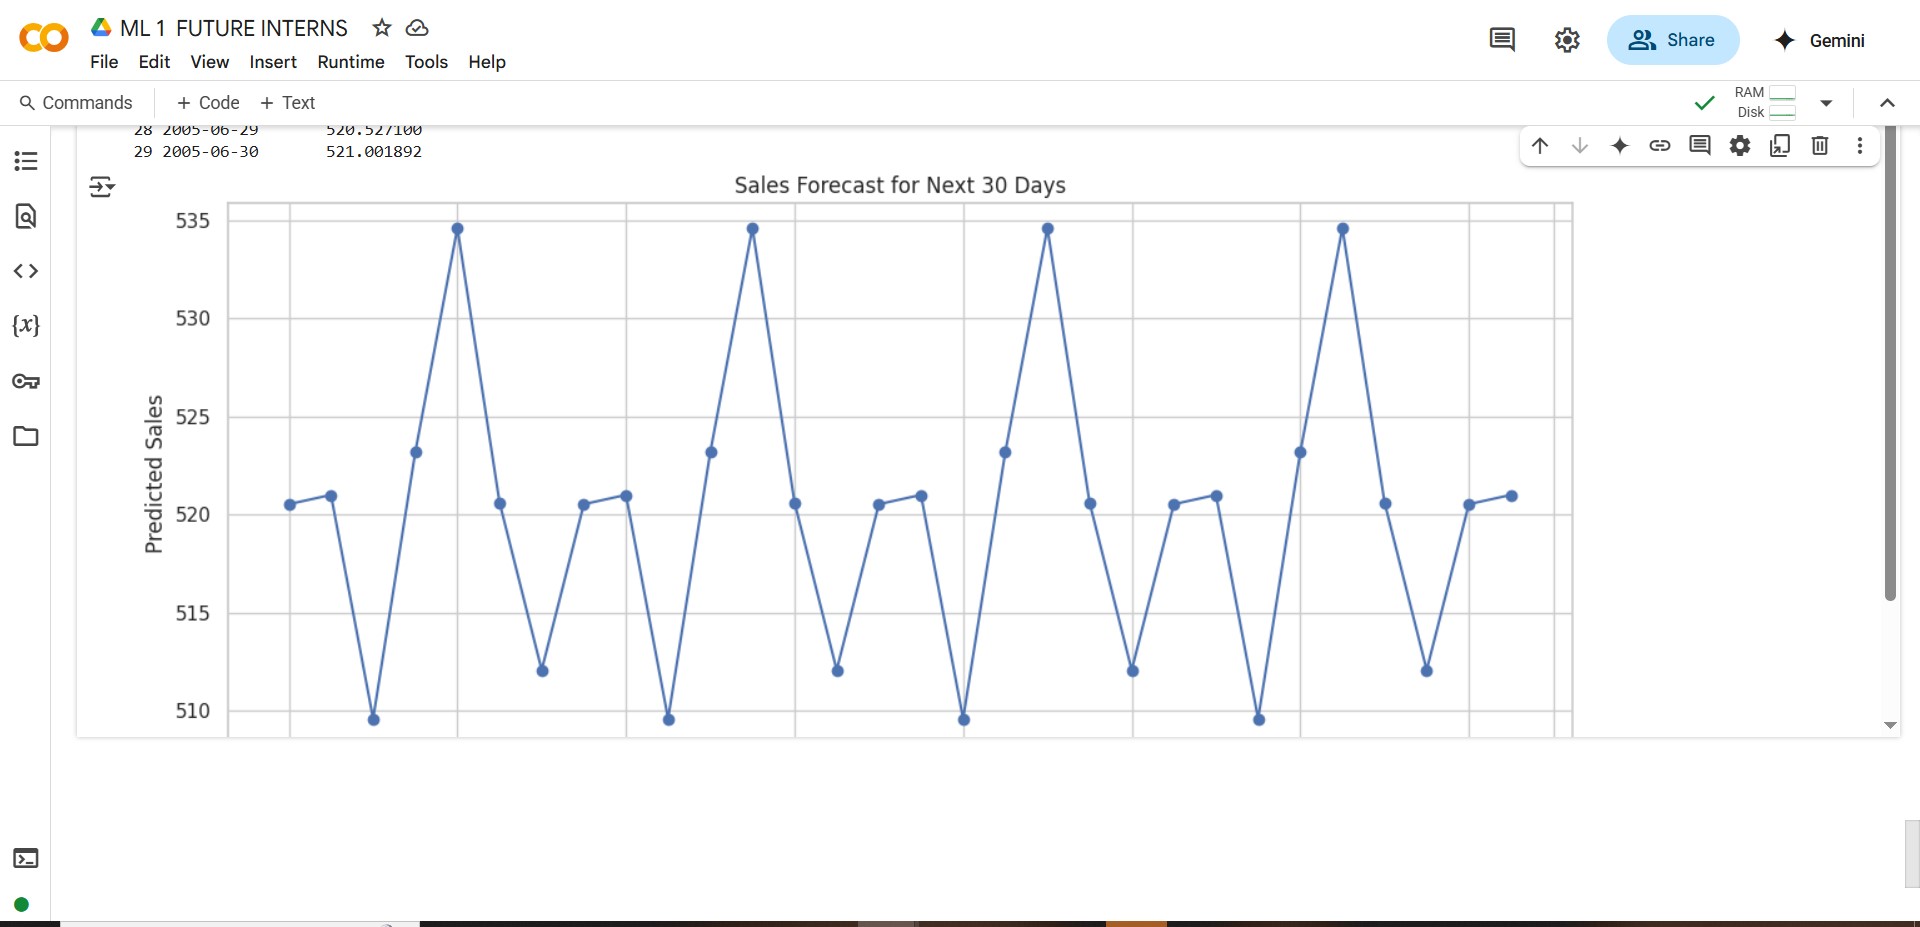 ML 1 FUTURE INTERNS
File Edit View Insert Runtime Tools Help
Share
Gemini
Commands
+ Code + Text
RAM
Disk
28 2005-06-29 520.527100
29 2005-06-30 521.001892
Sales Forecast for Next 30 Days
535
530
525
520
515
510
Predicted Sales